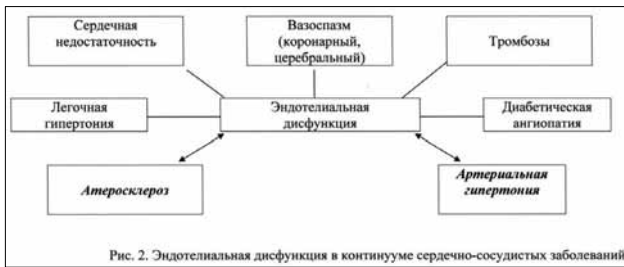 Сердечная
недостаточность
Вазоспазм
(коронарный,
церебральный)
Тромбозы
Легочная
гипертония
Эндотелиальная
дисфункция
Диабетическая
ангиопатия
Атеросклероз
Артериальная
гипертония
Рис. 2. Эндотелиальная дисфункция в континууме сердечно-сосудистых заболеваний